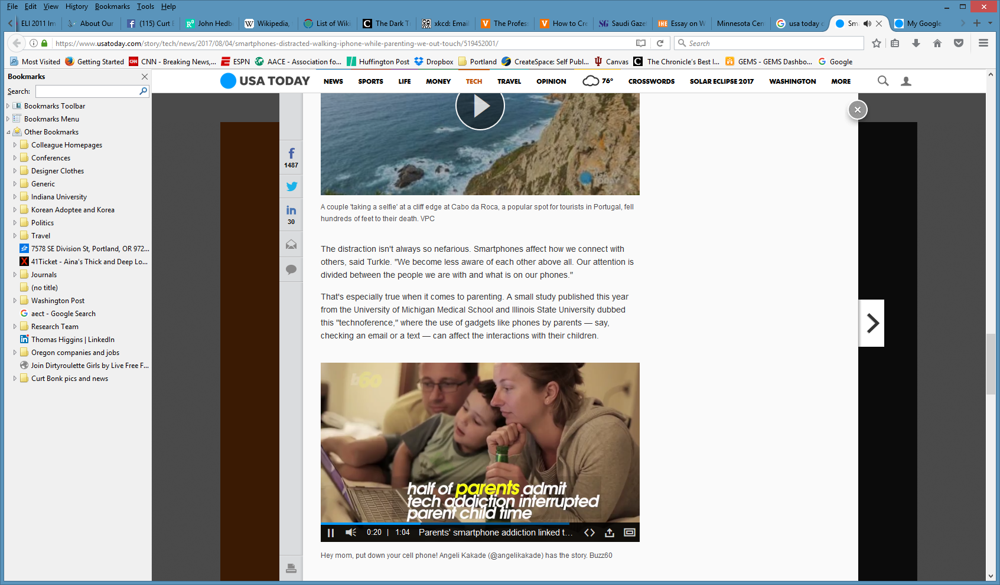 File Edit View History Bookmarks Tools Help
ELI 2011 Im
About Our
(115) Curt B
John Hedb
Wikipedia,
List of Wiki
The Dark T
xkcd: Email
The Profes
How to Cre
Saudi Gaze
Essay on W
Minnesota Cen
usa today c
Sm
My Google
https://www.usatoday.com/story/tech/news/2017/08/04/smartphones-distracted-walking-iphone-while-parenting-we-out-touch/519452001/
Search
Most Visited
Getting Started
CNN - Breaking News,...
ESPN
AACE - Association fo...
Huffington Post
Dropbox
Portland
CreateSpace: Self Publ...
Canvas
The Chronicle's Best I...
GEMS - GEMS Dashbo...
Google
Bookmarks
Search:
Bookmarks Toolbar
Bookmarks Menu
Other Bookmarks
Colleague Homepages
Conferences
Designer Clothes
Generic
Indiana University
Korean Adoptee and Korea
Politics
Travel
7578 SE Division St, Portland, OR 972...
41Ticket - Aina's Thick and Deep Lo...
Journals
(no title)
Washington Post
aect - Google Search
Research Team
Thomas Higgins | LinkedIn
Oregon companies and jobs
Join Dirtyroulette Girls by Live Free F...
Curt Bonk pics and news
USA TODAY
NEWS SPORTS LIFE MONEY TECH TRAVEL OPINION 76° CROSSWORDS SOLAR ECLIPSE 2017 WASHINGTON MORE
1487
30
A couple 'taking a selfie' at a cliff edge at Cabo da Roca, a popular spot for tourists in Portugal, fell
hundreds of feet to their death. VPC
The distraction isn't always so nefarious. Smartphones affect how we connect with
others, said Turkle. "We become less aware of each other above all. Our attention is
divided between the people we are with and what is on our phones."
That's especially true when it comes to parenting. A small study published this year
from the University of Michigan Medical School and Illinois State University dubbed
this "technoference," where the use of gadgets like phones by parents — say,
checking an email or a text — can affect the interactions with their children.
b60
half of parents admit
tech addiction interrupted
parent child time
0:20 | 1:04 Parents' smartphone addiction linked t...
Hey mom, put down your cell phone! Angeli Kakade (@angelikakade) has the story. Buzz60